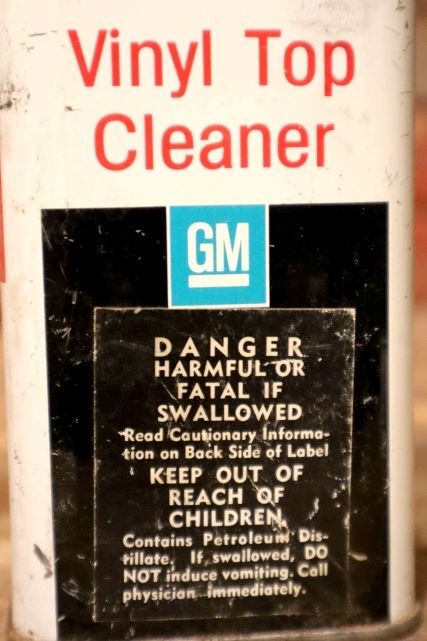 Vinyl Top
Cleaner
GM
DANGER
HARMFUL OR
FATAL IF
SWALLOWED
Read Cautionary Informa-
tion on Back Side of Label
KEEP OUT OF
REACH OF
CHILDREN.
Contains Petroleum Dis-
tillate. If swallowed, DO
NOT induce vomiting. Call
physician immediately.